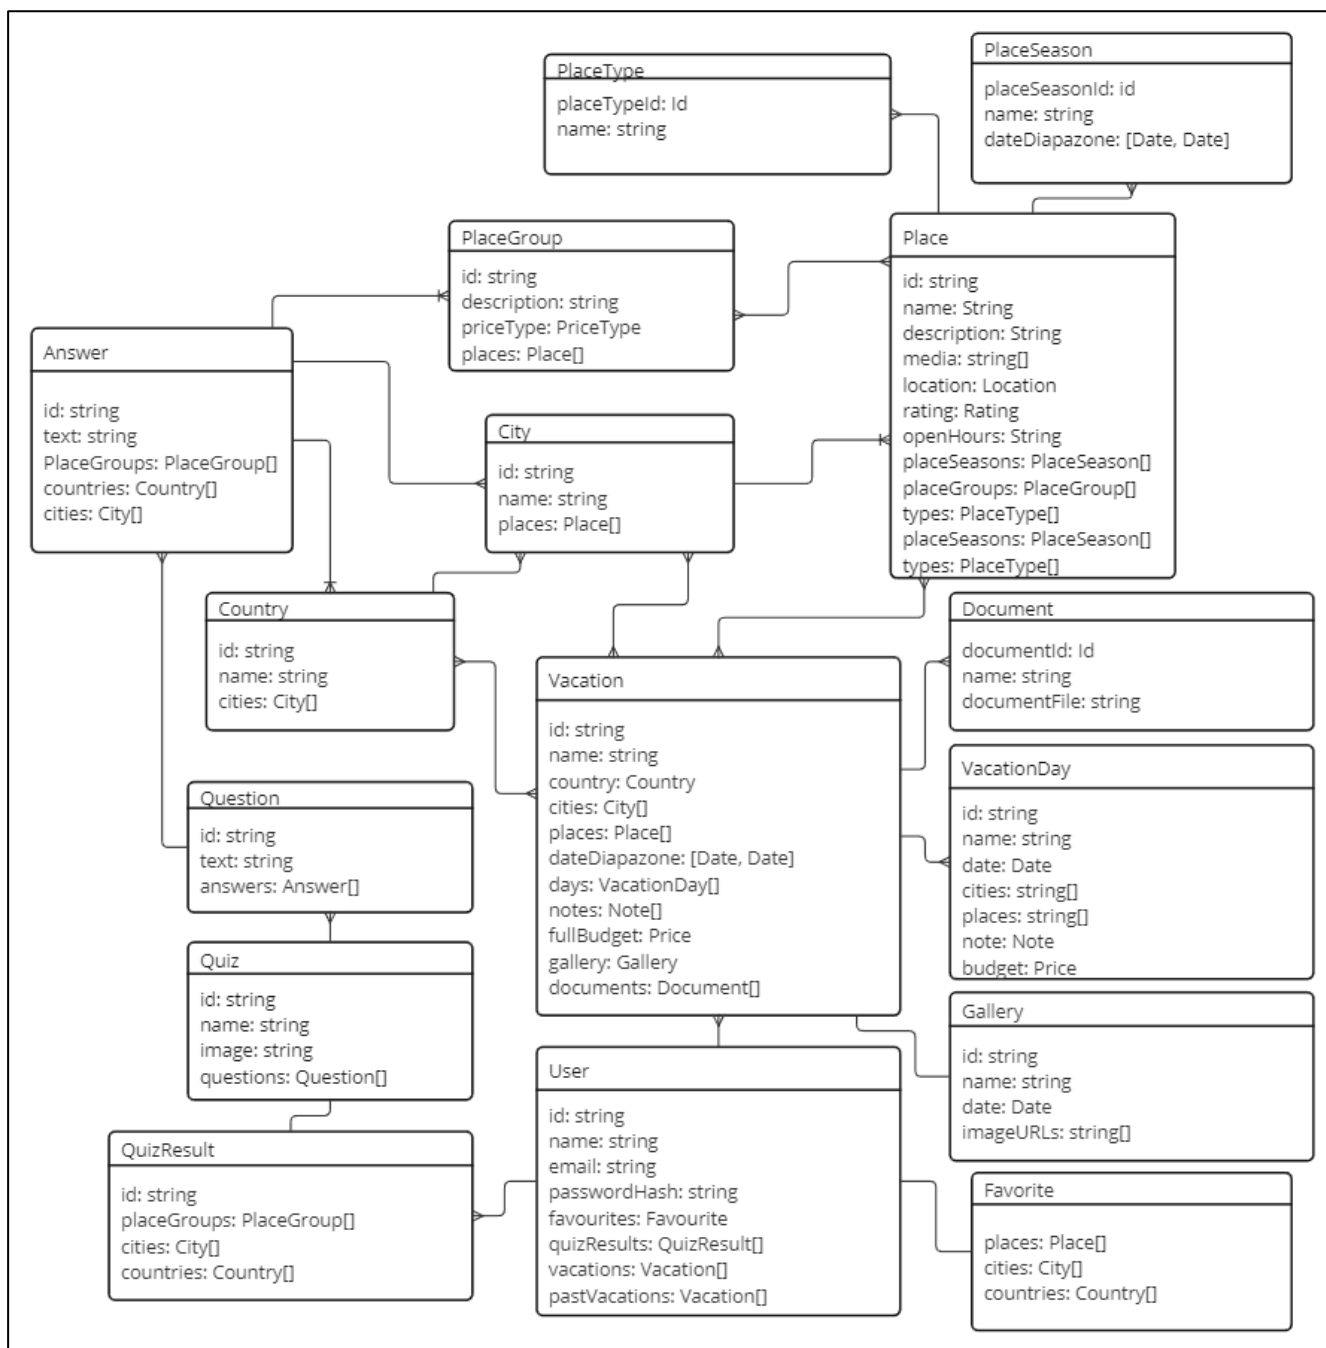 PlaceType
placeTypeId: Id
name: string
PlaceSeason
placeSeasonId: id
name: string
dateDiapazone: [Date, Date]
PlaceGroup
id: string
description: string
priceType: PriceType
places: Place[]
Place
id: string
name: String
description: String
media: string[]
location: Location
rating: Rating
openHours: String
placeSeasons: PlaceSeason[]
placeGroups: PlaceGroup[]
types: PlaceType[]
placeSeasons: PlaceSeason[]
types: PlaceType[]
Answer
id: string
text: string
PlaceGroups: PlaceGroup[]
countries: Country[]
cities: City[]
City
id: string
name: string
places: Place[]
Country
id: string
name: string
cities: City[]
Vacation
id: string
name: string
country: Country
cities: City[]
places: Place[]
dateDiapazone: [Date, Date]
days: VacationDay[]
notes: Note[]
fullBudget: Price
gallery: Gallery
documents: Document[]
Document
documentId: Id
name: string
documentFile: string
VacationDay
id: string
name: string
date: Date
cities: string[]
places: string[]
note: Note
budget: Price
Question
id: string
text: string
answers: Answer[]
Quiz
id: string
name: string
image: string
questions: Question[]
Gallery
id: string
name: string
date: Date
imageURLs: string[]
QuizResult
id: string
placeGroups: PlaceGroup[]
cities: City[]
countries: Country[]
User
id: string
name: string
email: string
passwordHash: string
favourites: Favourite
quizResults: QuizResult[]
vacations: Vacation[]
pastVacations: Vacation[]
Favorite
places: Place[]
cities: City[]
countries: Country[]